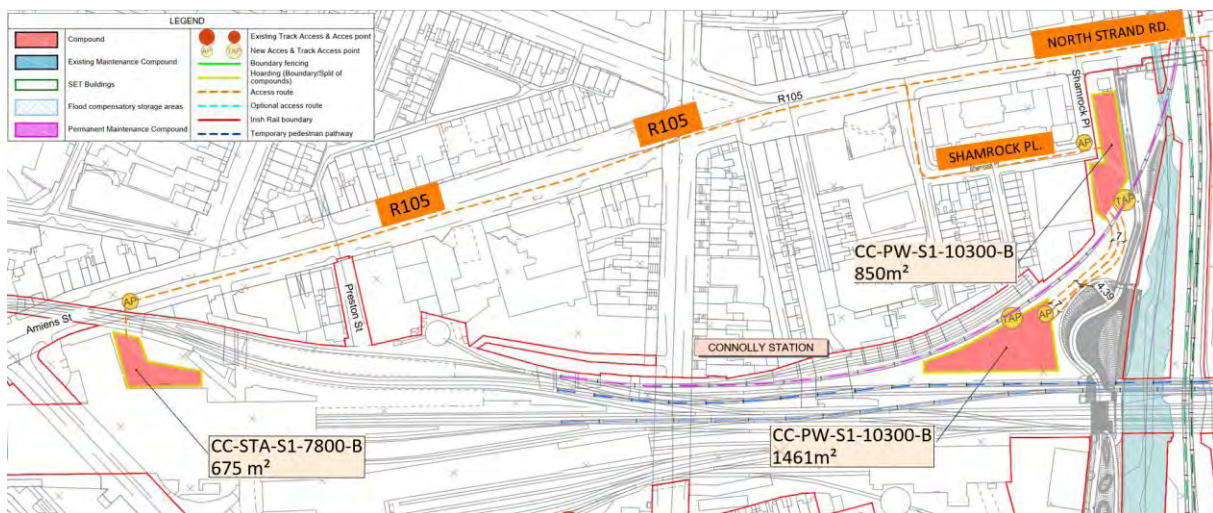 LEGEND
Compound
Existing Maintenance Compound
SET Buildings
Flood compensatory storage areas
Permanent Maintenance Compound
Existing Track Access & Acces point
AP
TAP
New Acces & Track Access point
Boundary fencing
Hoarding (Boundary/Split of
compounds)
Access route
Optional access route
Irish Rail boundary
Temporary pedestrian pathway
NORTH STRAND RD.
Shamrock Pl
R105
R105
SHAMROCK PL.
AP
R105
TAP
CC-PW-S1-10300-B
850m²
7
4.39
Preston St
AP
Amiens St
TAP
AP
CONNOLLY STATION
CC-STA-S1-7800-B
675 m²
CC-PW-S1-10300-B
1461m²